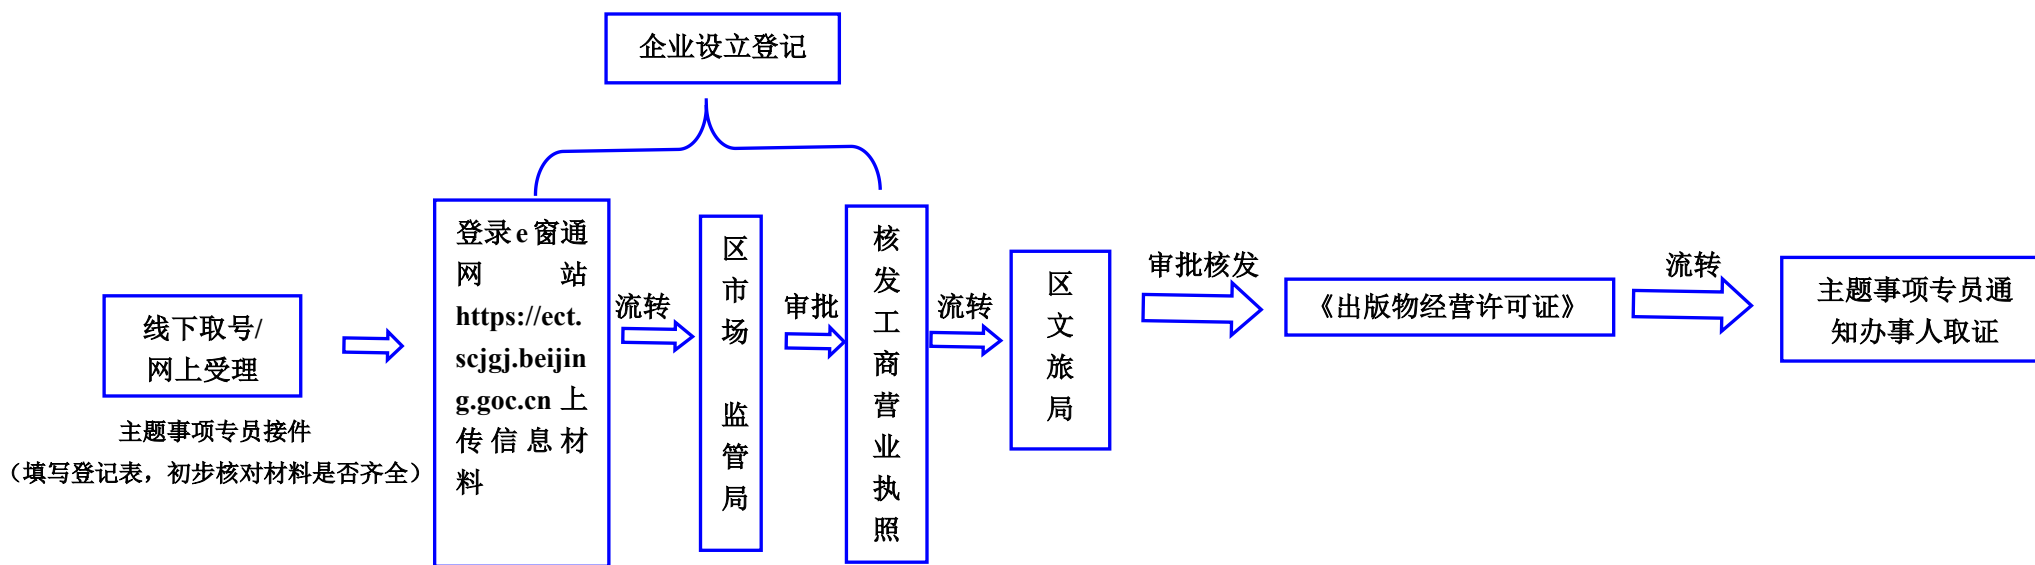 企业设立登记
线下取号/
网上受理
主题事项专员接件
（填写登记表，初步核对材料是否齐全）
登录e窗通
网站
https://ect.
scjgj.beijin
g.goc.cn上
传信息材
料
流转
区
市
场
监
管
局
审批
核
发
工
商
营
业
执
照
流转
区
文
旅
局
审批核发
《出版物经营许可证》
流转
主题事项专员通
知办事人取证